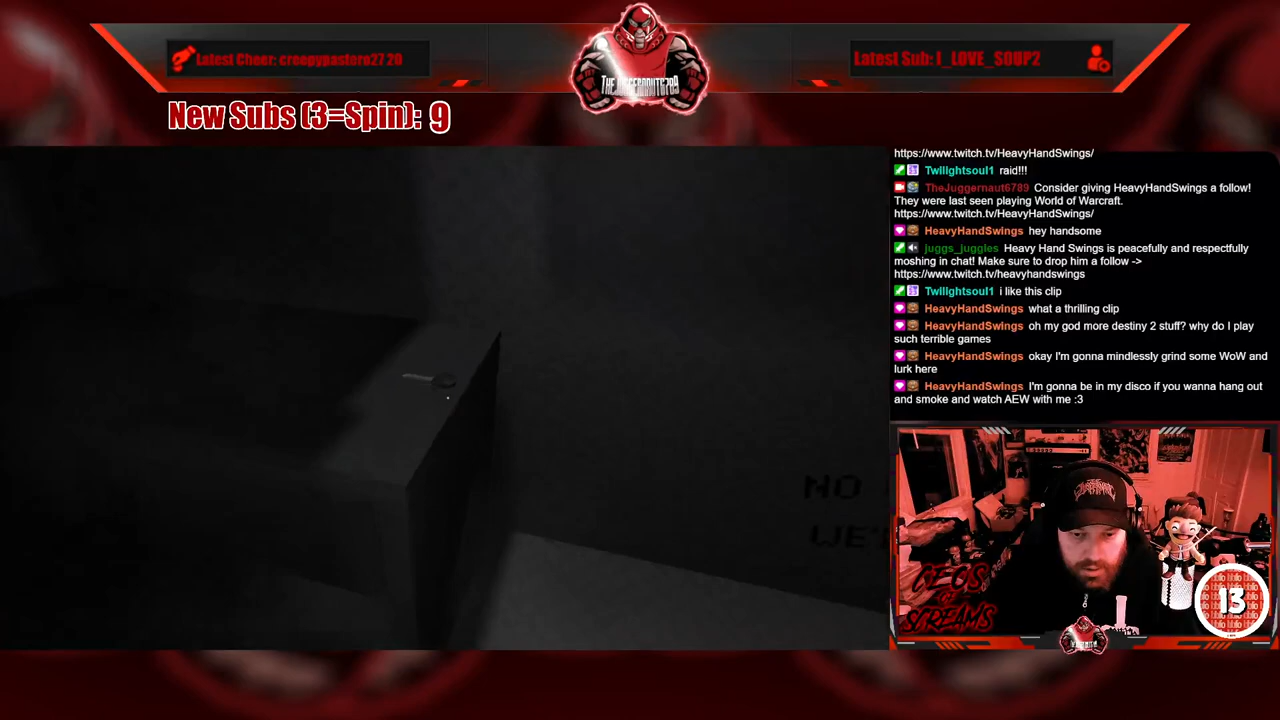 Latest Cheer: creepypastero27 20
THEJUGGERNAUT6789
Latest Sub: I_LOVE_SOUP2
New Subs (3=Spin): 9
https://www.twitch.tv/HeavyHandSwings/
Twilightsoul1 raid!!!
TheJuggernaut6789 Consider giving HeavyHandSwings a follow!
They were last seen playing World of Warcraft.
https://www.twitch.tv/HeavyHandSwings/
HeavyHandSwings hey handsome
juggs_juggles Heavy Hand Swings is peacefully and respectfully
moshing in chat! Make sure to drop him a follow ->
https://www.twitch.tv/heavyhandswings
Twilightsoul1 i like this clip
HeavyHandSwings what a thrilling clip
HeavyHandSwings oh my god more destiny 2 stuff? why do I play
such terrible games
HeavyHandSwings okay I'm gonna mindlessly grind some WoW and
lurk here
HeavyHandSwings I'm gonna be in my disco if you wanna hang out
and smoke and watch AEW with me :3
NO
WE'
SCREAMS
13